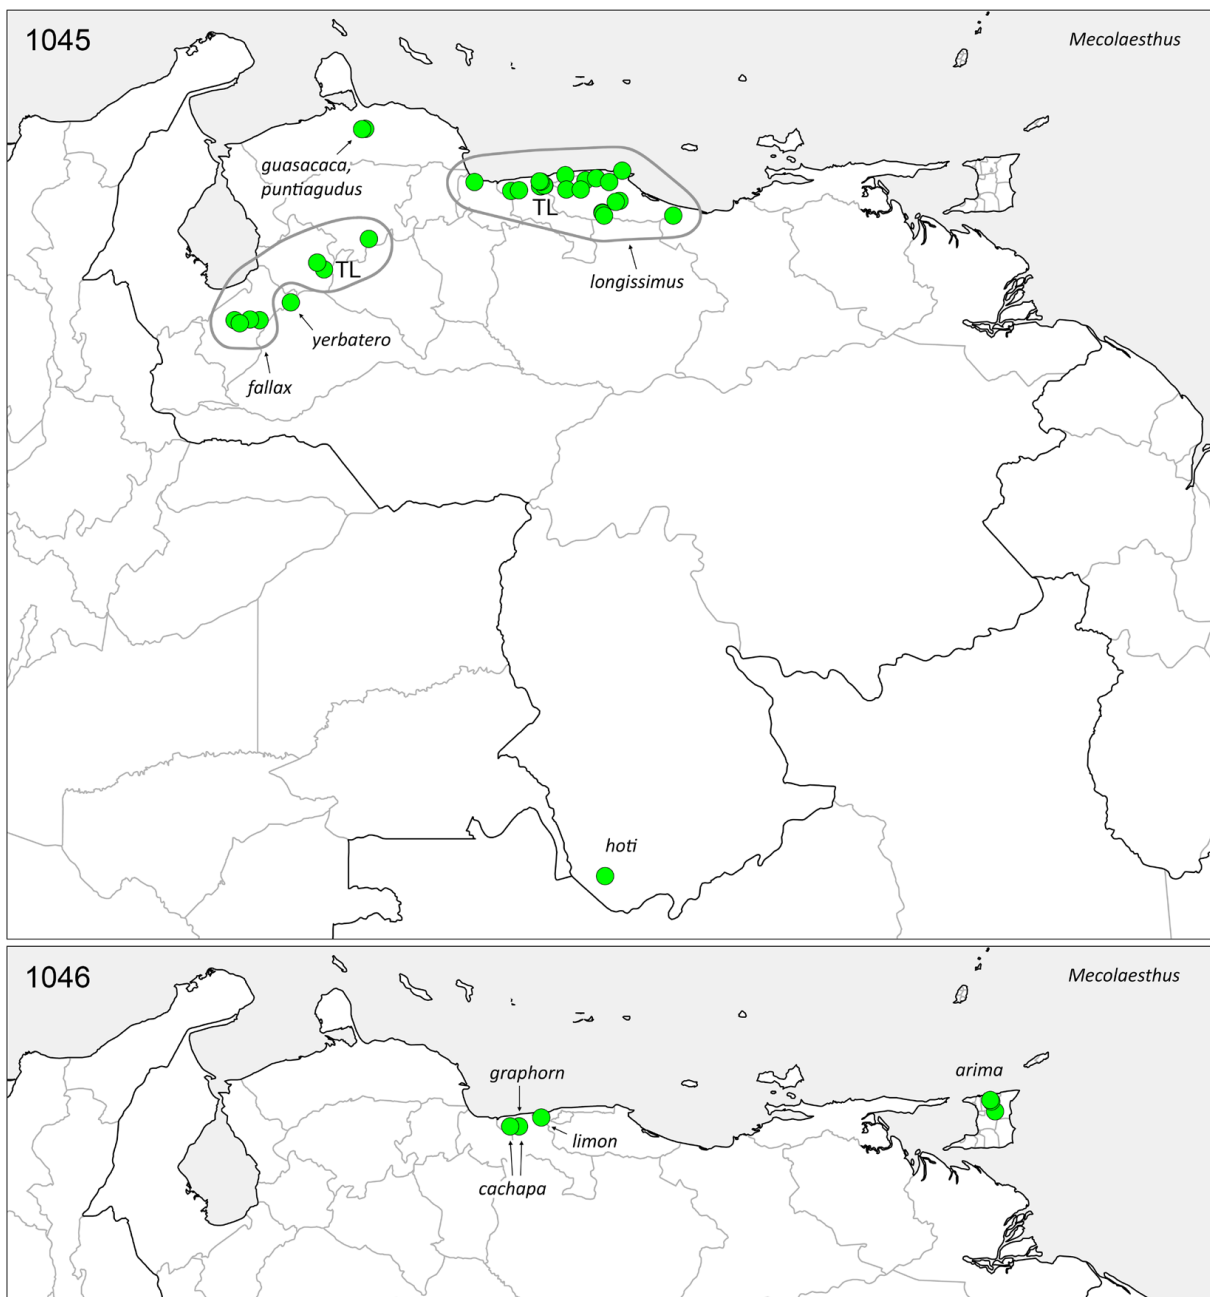 1045
Mecolaesthus
guasacaca,
puntiagudus
TL
longissimus
TL
yerbatero
fallax
hoti
1046
Mecolaesthus
graphorn
arima
limon
cachapa